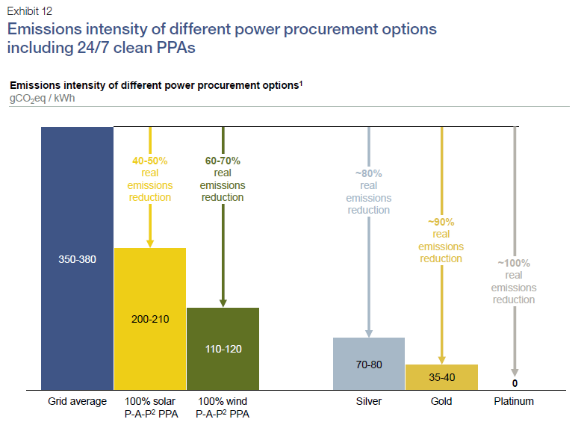 Exhibit 12
Emissions intensity of different power procurement options
including 24/7 clean PPAs
Emissions intensity of different power procurement options¹
gCO₂eq / kWh
40-50%
real
emissions
reduction
60-70%
real
emissions
reduction
~80%
real
emissions
reduction
~90%
real
emissions
reduction
~100%
real
emissions
reduction
350-380
200-210
110-120
70-80
35-40
0
Grid average
100% solar
P-A-P² PPA
100% wind
P-A-P² PPA
Silver
Gold
Platinum